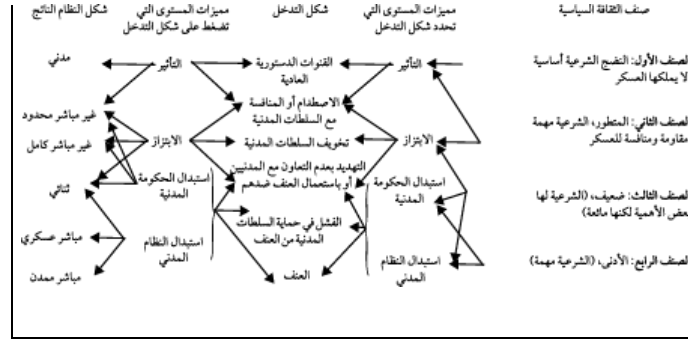 صنف الثقافة السياسية
مميزات المستوى التي
تحدد شكل التدخل
شكل التدخل
مميزات المستوى التي
تضغط على شكل التدخل
شكل النظام الناتج
لصنف الأول: النضج الشرعية أساسية
لا يملكها العسكر
التأثير
القنوات الدستورية
العادية
التأثير
مدني
الاصطدام أو المنافسة
مع السلطات المدنية
غير مباشر محدود
لصنف الثاني: المتطور، الشرعية مهمة
مقاومة ومنافسة للعسكر
الابتزاز
تخويف السلطات المدنية
الابتزاز
غير مباشر كامل
لصنف الثالث: ضعيف، (الشرعية لها
عض الأهمية لكنها مائعة)
استبدال الحكومة
المدنية
التهديد بعدم التعاون مع المدنيين
أو باستعمال العنف ضدهم
استبدال الحكومة
المدنية
ثنائي
الفشل في حماية السلطات
المدنية من العنف
لصنف الرابع: الأدنى، (الشرعية مهمة)
استبدال النظام
المدني
العنف
استبدال النظام
المدني
مباشر عسكري
مباشر ممدن